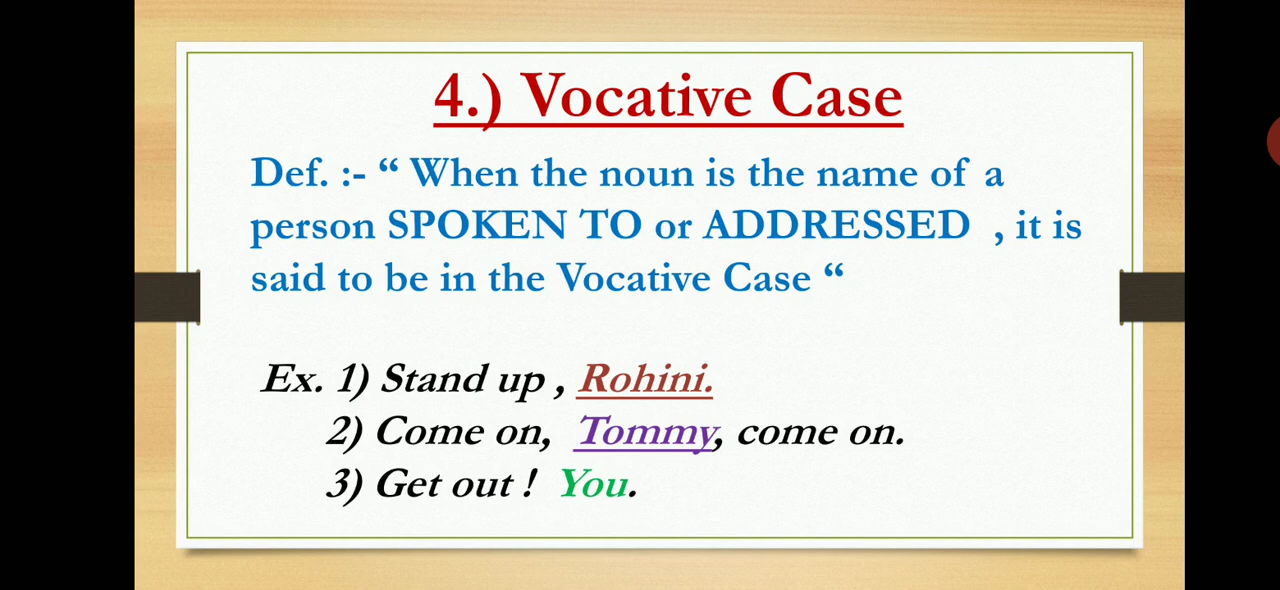 4.) Vocative Case
Def. :- “ When the noun is the name of a
person SPOKEN TO or ADDRESSED , it is
said to be in the Vocative Case “
Ex. 1) Stand up , Rohini.
2) Come on, Tommy, come on.
3) Get out ! You.